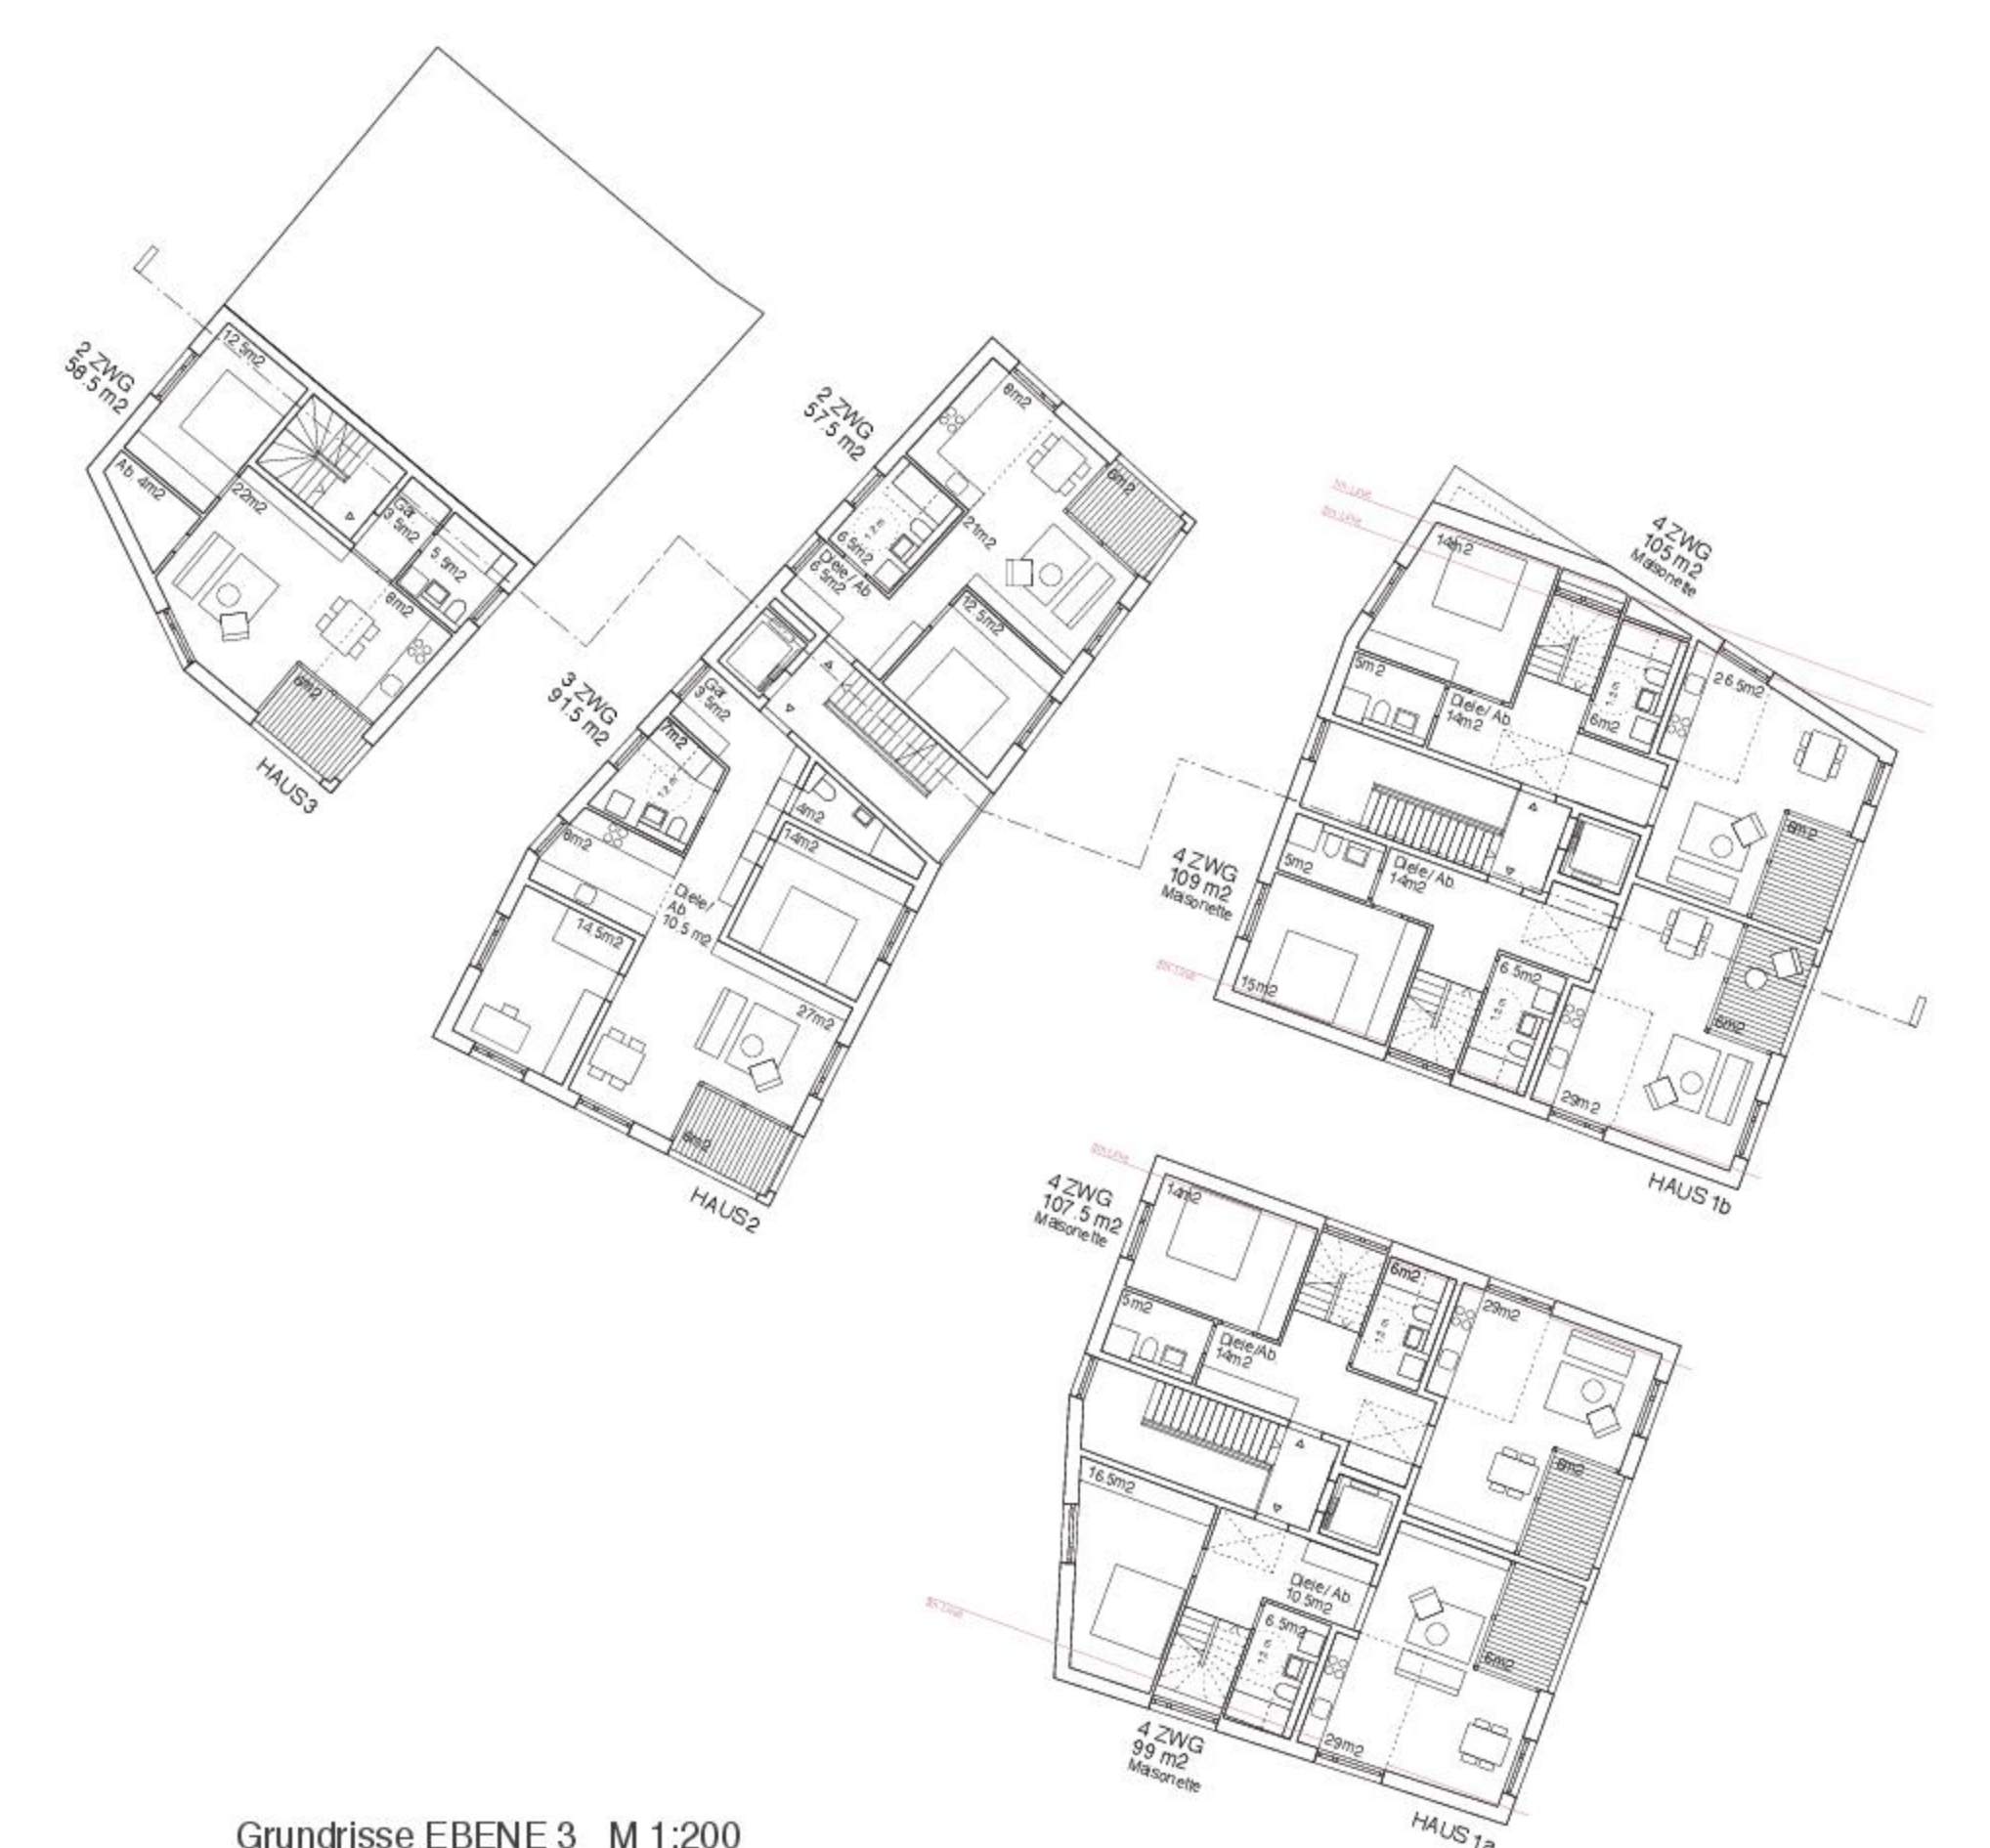 2 ZWG
58.5 m2
12.5m2
Ab. 4m2
22m2
Gar.
3.5m2
5.5m2
8m2
6m2
HAUS3
2 ZWG
57.5 m2
8m2
6m2
21m2
6.5m2
Diele/ Ab
6.5m2
12.5m2
3 ZWG
91.5 m2
Gar
3.5m2
7m2
4m2
14m2
8m2
Diele/
Ab
10.5 m2
14.5m2
27m2
6m2
HAUS2
4 ZWG
105 m2
Maisonette
14m2
5m2
Diele/ Ab.
14m2
6m2
26.5m2
6m2
4 ZWG
109 m2
Maisonette
5m2
Diele/ Ab.
14m2
15m2
6.5m2
29m2
6m2
HAUS 1b
4 ZWG
107.5 m2
Maisonette
14m2
5m2
Diele/Ab.
14m2
6m2
29m2
6m2
16.5m2
Diele/ Ab.
10.5m2
6.5m2
29m2
6m2
4 ZWG
99 m2
Maisonette
HAUS 1a
Grundrisse EBENE 3 M 1:200